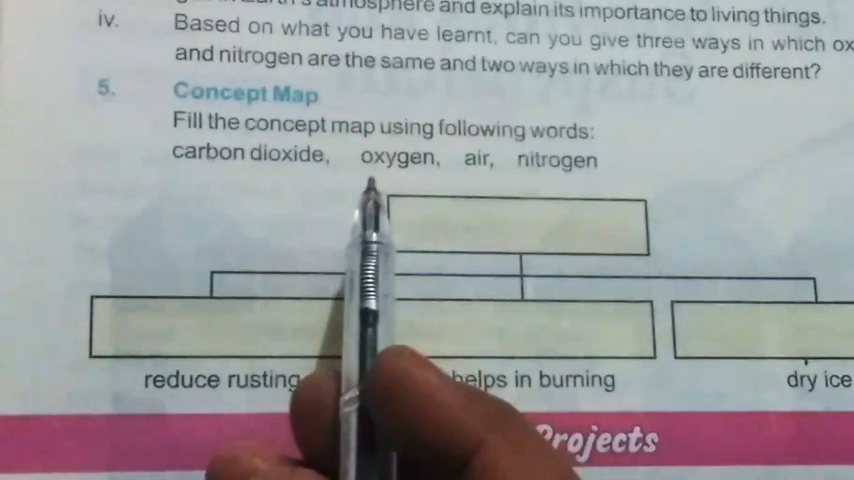 atmosphere and explain its importance to living things.
iv. Based on what you have learnt, can you give three ways in which ox
and nitrogen are the same and two ways in which they are different?
5. Concept Map
Fill the concept map using following words:
carbon dioxide, oxygen, air, nitrogen
reduce rusting helps in burning dry ice
Projects